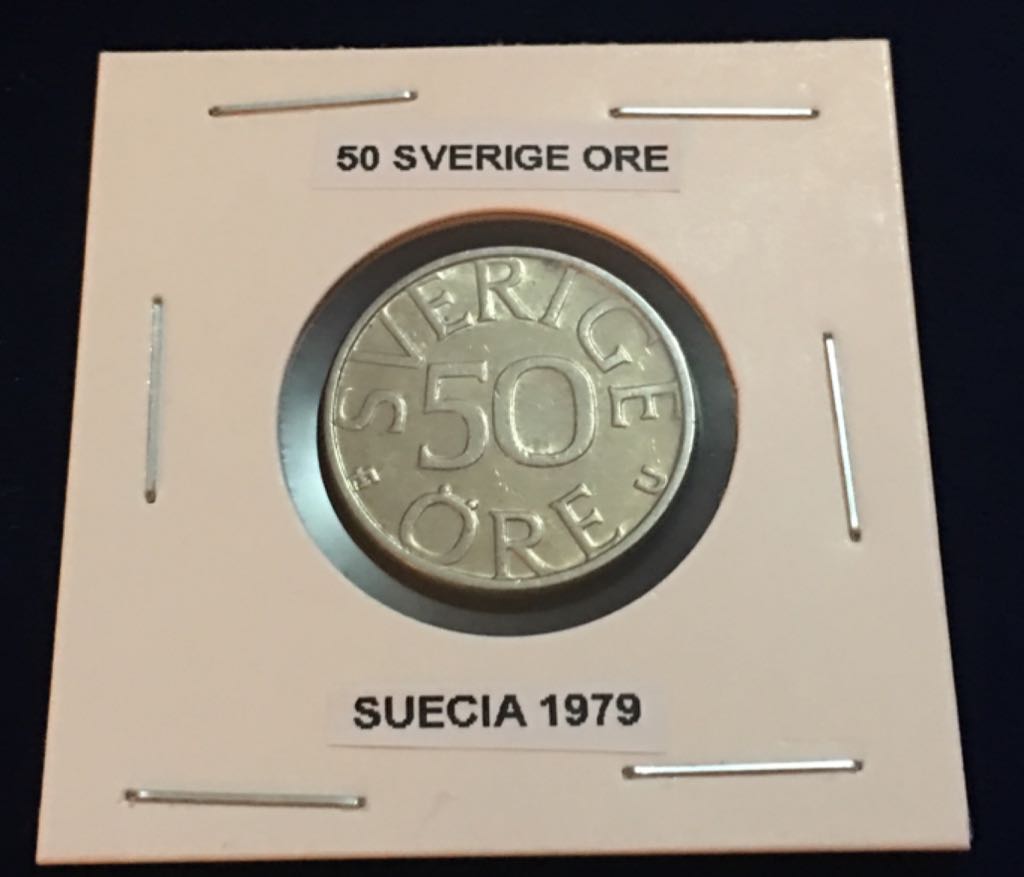 50 SVERIGE ORE
SVERIGE
50
ÖRE
U
SUECIA 1979